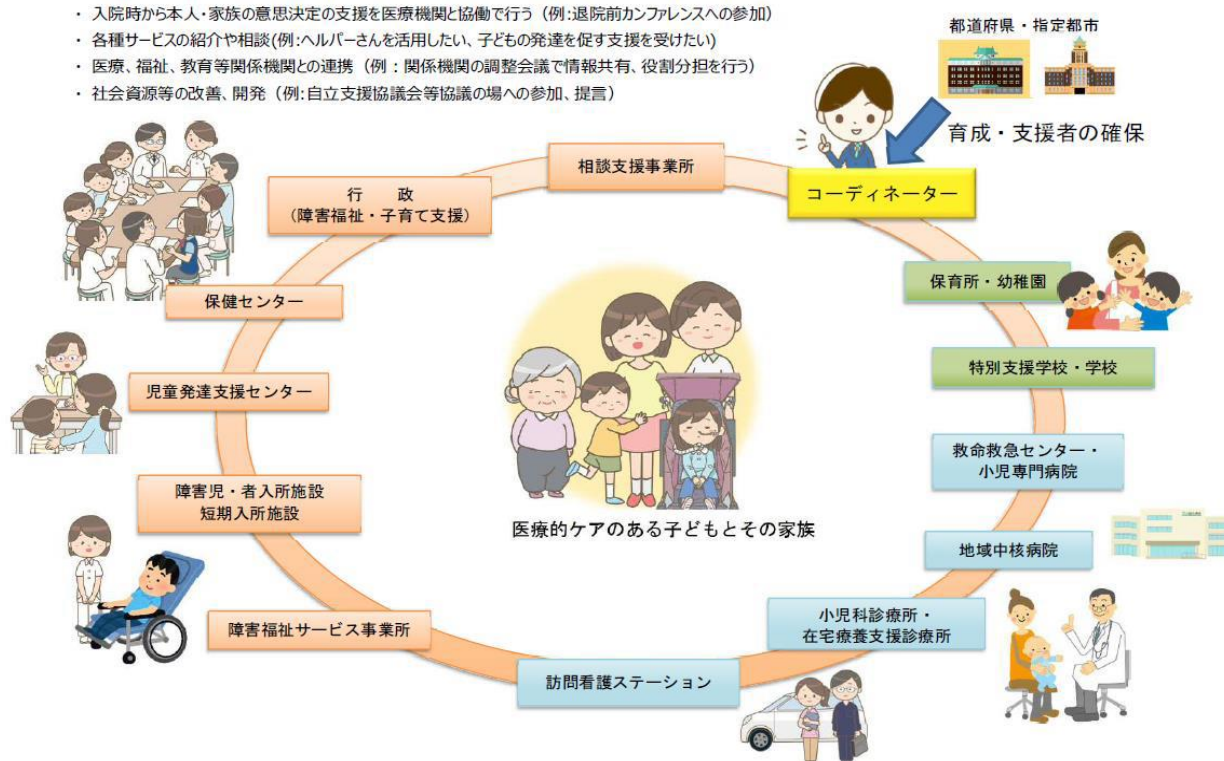 ・ 入院時から本人・家族の意思決定の支援を医療機関と協働で行う（例:退院前カンファレンスへの参加）
・ 各種サービスの紹介や相談(例:ヘルパーさんを活用したい、子どもの発達を促す支援を受けたい)
・ 医療、福祉、教育等関係機関との連携（例：関係機関の調整会議で情報共有、役割分担を行う）
・ 社会資源等の改善、開発（例:自立支援協議会等協議の場への参加、提言）
都道府県・指定都市
育成・支援者の確保
相談支援事業所
コーディネーター
行　政
（障害福祉・子育て支援）
保育所・幼稚園
保健センター
特別支援学校・学校
児童発達支援センター
救命救急センター・
小児専門病院
障害児・者入所施設
短期入所施設
医療的ケアのある子どもとその家族
地域中核病院
小児科診療所・
在宅療養支援診療所
障害福祉サービス事業所
訪問看護ステーション